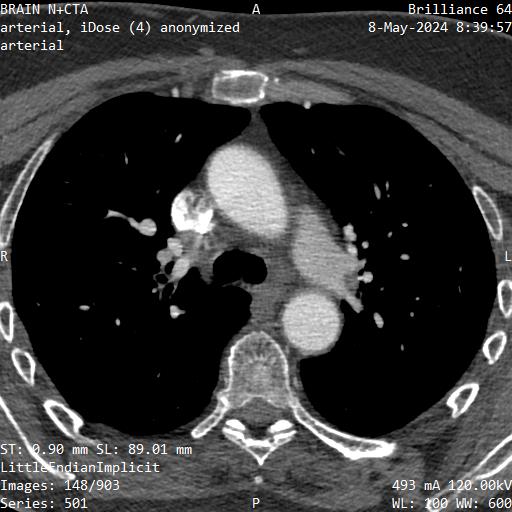 BRAIN N+CTA
arterial, iDose (4) anonymized
arterial
A
Brilliance 64
8-May-2024 8:39:57
R
L
ST: 0.90 mm SL: 89.01 mm
LittleEndianImplicit
Images: 148/903
Series: 501
P
493 mA 120.00kV
WL: 100 WW: 600